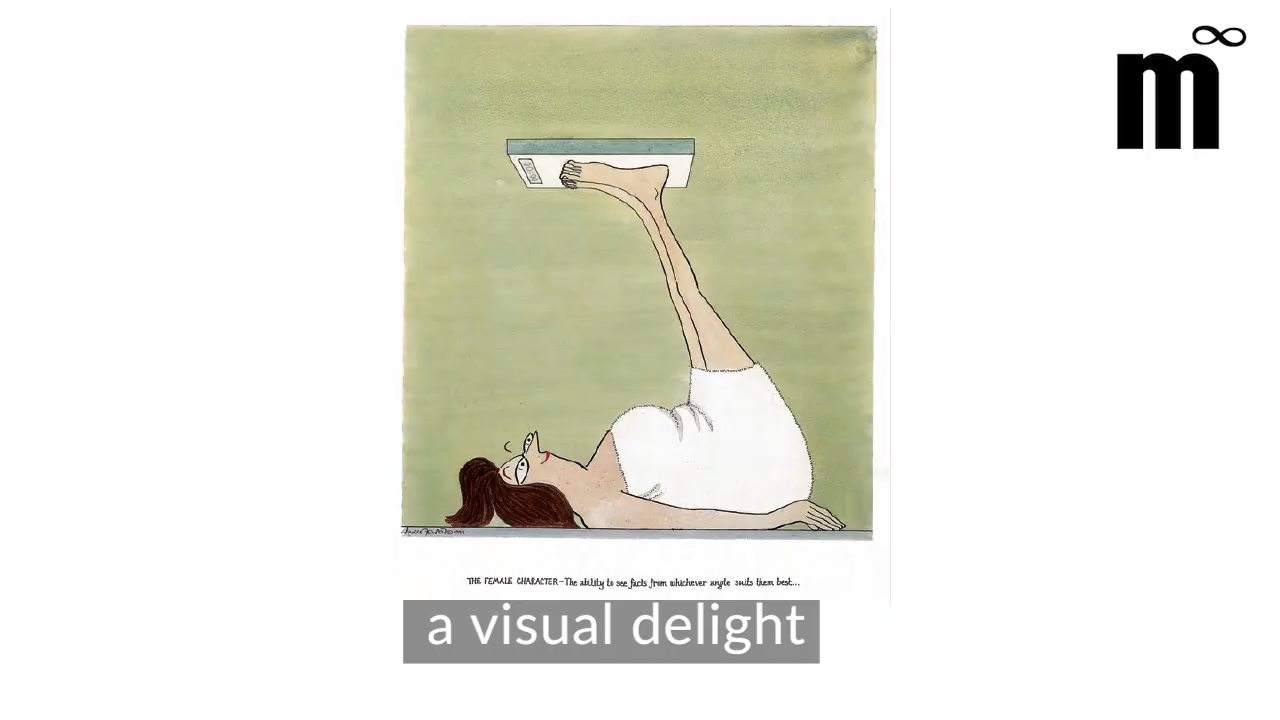 m
THE FEMALE CHARACTER – The ability to see facts from whichever angle suits them best...
a visual delight